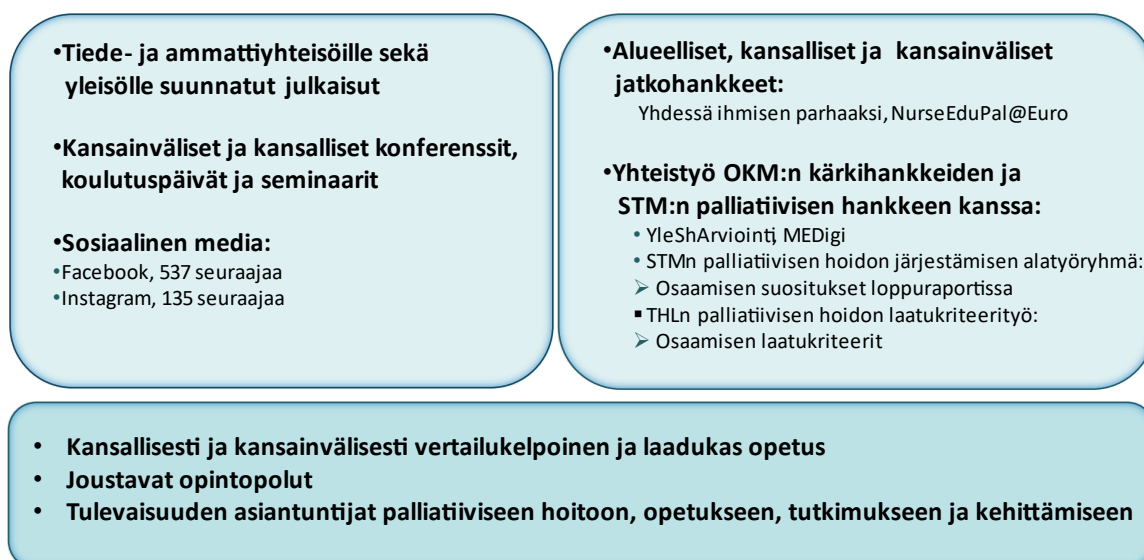 •Tiede- ja ammattiyhteisöille sekä
yleisölle suunnatut julkaisut
•Kansainväliset ja kansalliset konferenssit,
koulutuspäivät ja seminaarit
•Sosiaalinen media:
•Facebook, 537 seuraajaa
•Instagram, 135 seuraajaa
•Alueelliset, kansalliset ja kansainväliset
jatkohankkeet:
Yhdessä ihmisen parhaaksi, NurseEduPal@Euro
•Yhteistyö OKM:n kärkihankkeiden ja
STM:n palliatiivisen hankkeen kanssa:
• YleShArviointi, MEDigi
• STMn palliatiivisen hoidon järjestämisen alatyöryhmä:
➢ Osaamisen suositukset loppuraportissa
▪ THLn palliatiivisen hoidon laatukriteerityö:
➢ Osaamisen laatukriteerit
• Kansallisesti ja kansainvälisesti vertailukelpoinen ja laadukas opetus
• Joustavat opintopolut
• Tulevaisuuden asiantuntijat palliatiiviseen hoitoon, opetukseen, tutkimukseen ja kehittämiseen